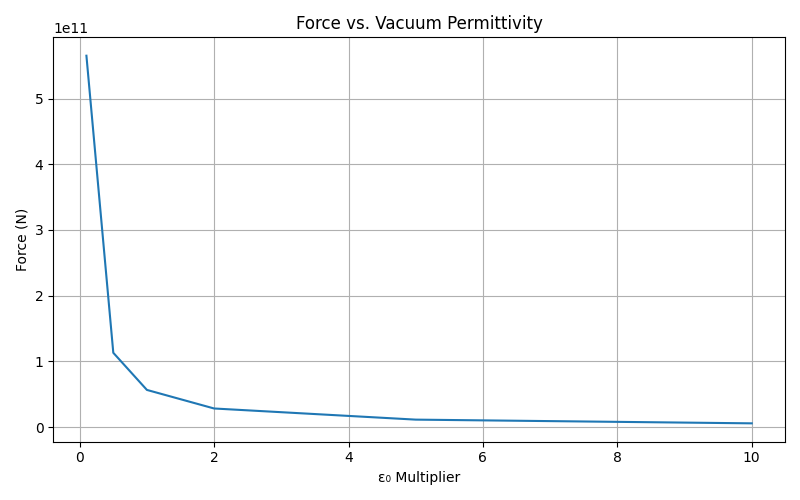 Force vs. Vacuum Permittivity
1e11
5
4
3
2
1
0
Force (N)
0 2 4 6 8 10
ε₀ Multiplier